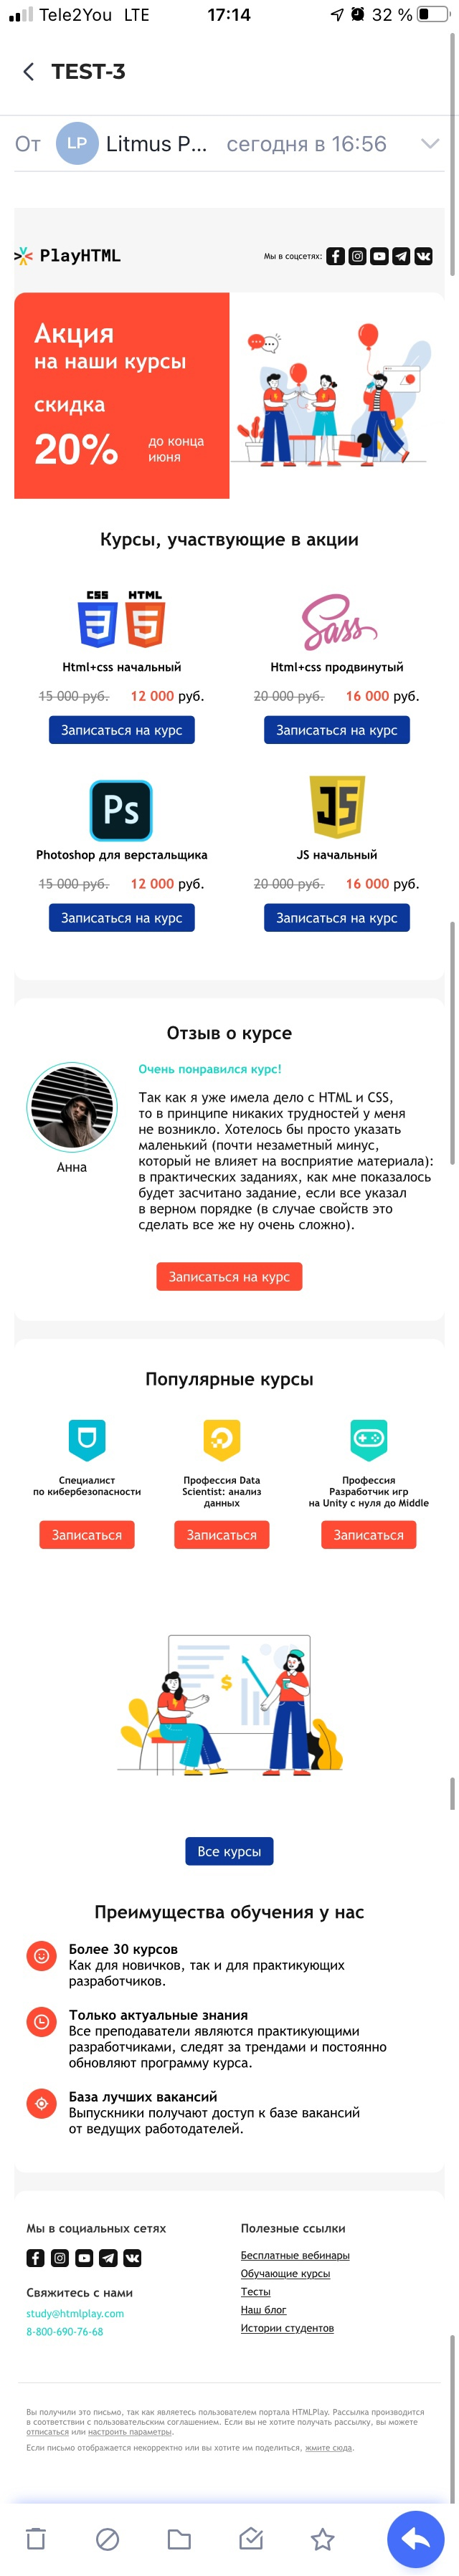 Tele2You LTE 17:14 32 %
TEST-3
От LP Litmus P... сегодня в 16:56
PlayHTML Мы в соцсетях:
Акция
на наши курсы
скидка
20% до конца
июня
Курсы, участвующие в акции
CSS HTML
3 5
Sass
Html+css начальный
Html+css продвинутый
15 000 руб. 12 000 руб.
20 000 руб. 16 000 руб.
Записаться на курс
Записаться на курс
Ps
JS
Photoshop для верстальщика
JS начальный
15 000 руб. 12 000 руб.
20 000 руб. 16 000 руб.
Записаться на курс
Записаться на курс
Отзыв о курсе
Очень понравился курс!
Так как я уже имела дело с HTML и CSS,
то в принципе никаких трудностей у меня
не возникло. Хотелось бы просто указать
маленький (почти незаметный минус,
который не влияет на восприятие материала):
в практических заданиях, как мне показалось
будет засчитано задание, если все указал
в верном порядке (в случае свойств это
сделать все же ну очень сложно).
Анна
Записаться на курс
Популярные курсы
Специалист
по кибербезопасности
Профессия Data
Scientist: анализ
данных
Профессия
Разработчик игр
на Unity с нуля до Middle
Записаться
Записаться
Записаться
$
Все курсы
Преимущества обучения у нас
Более 30 курсов
Как для новичков, так и для практикующих
разработчиков.
Только актуальные знания
Все преподаватели являются практикующими
разработчиками, следят за трендами и постоянно
обновляют программу курса.
База лучших вакансий
Выпускники получают доступ к базе вакансий
от ведущих работодателей.
Мы в социальных сетях
Свяжитесь с нами
study@htmlplay.com
8-800-690-76-68
Полезные ссылки
Бесплатные вебинары
Обучающие курсы
Тесты
Наш блог
Истории студентов
Вы получили это письмо, так как являетесь пользователем портала HTMLPlay. Рассылка производится
в соответствии с пользовательским соглашением. Если вы не хотите получать рассылку, вы можете
отписаться или настроить параметры.
Если письмо отображается некорректно или вы хотите им поделиться, жмите сюда.